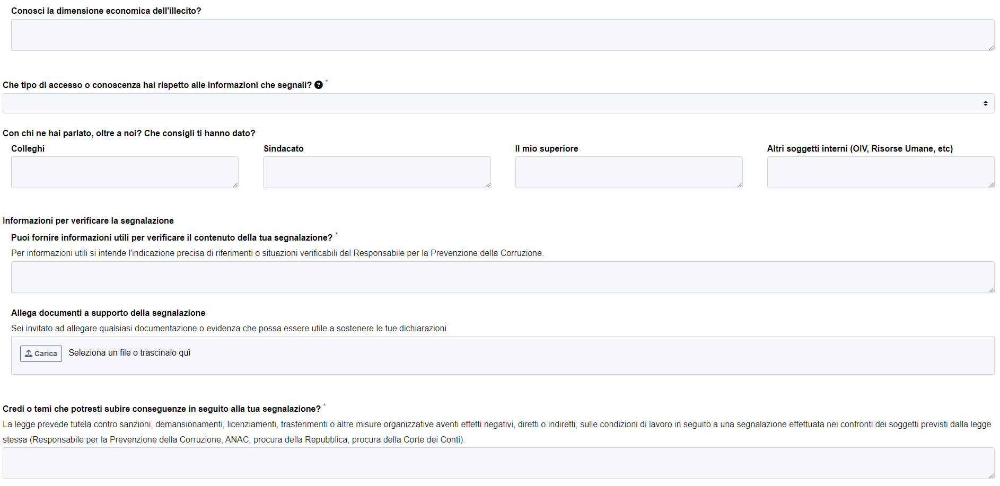 Conosci la dimensione economica dell'illecito?
Che tipo di accesso o conoscenza hai rispetto alle informazioni che segnali? ? *
Con chi ne hai parlato, oltre a noi? Che consigli ti hanno dato?
Colleghi
Sindacato
Il mio superiore
Altri soggetti interni (OIV, Risorse Umane, etc)
Informazioni per verificare la segnalazione
Puoi fornire informazioni utili per verificare il contenuto della tua segnalazione? *
Per informazioni utili si intende l'indicazione precisa di riferimenti o situazioni verificabili dal Responsabile per la Prevenzione della Corruzione.
Allega documenti a supporto della segnalazione
Sei invitato ad allegare qualsiasi documentazione o evidenza che possa essere utile a sostenere le tue dichiarazioni.
Carica Seleziona un file o trascinalo quì
Credi o temi che potresti subire conseguenze in seguito alla tua segnalazione? *
La legge prevede tutela contro sanzioni, demansionamenti, licenziamenti, trasferimenti o altre misure organizzative aventi effetti negativi, diretti o indiretti, sulle condizioni di lavoro in seguito a una segnalazione effettuata nei confronti dei soggetti previsti dalla legge
stessa (Responsabile per la Prevenzione della Corruzione, ANAC, procura della Repubblica, procura della Corte dei Conti).